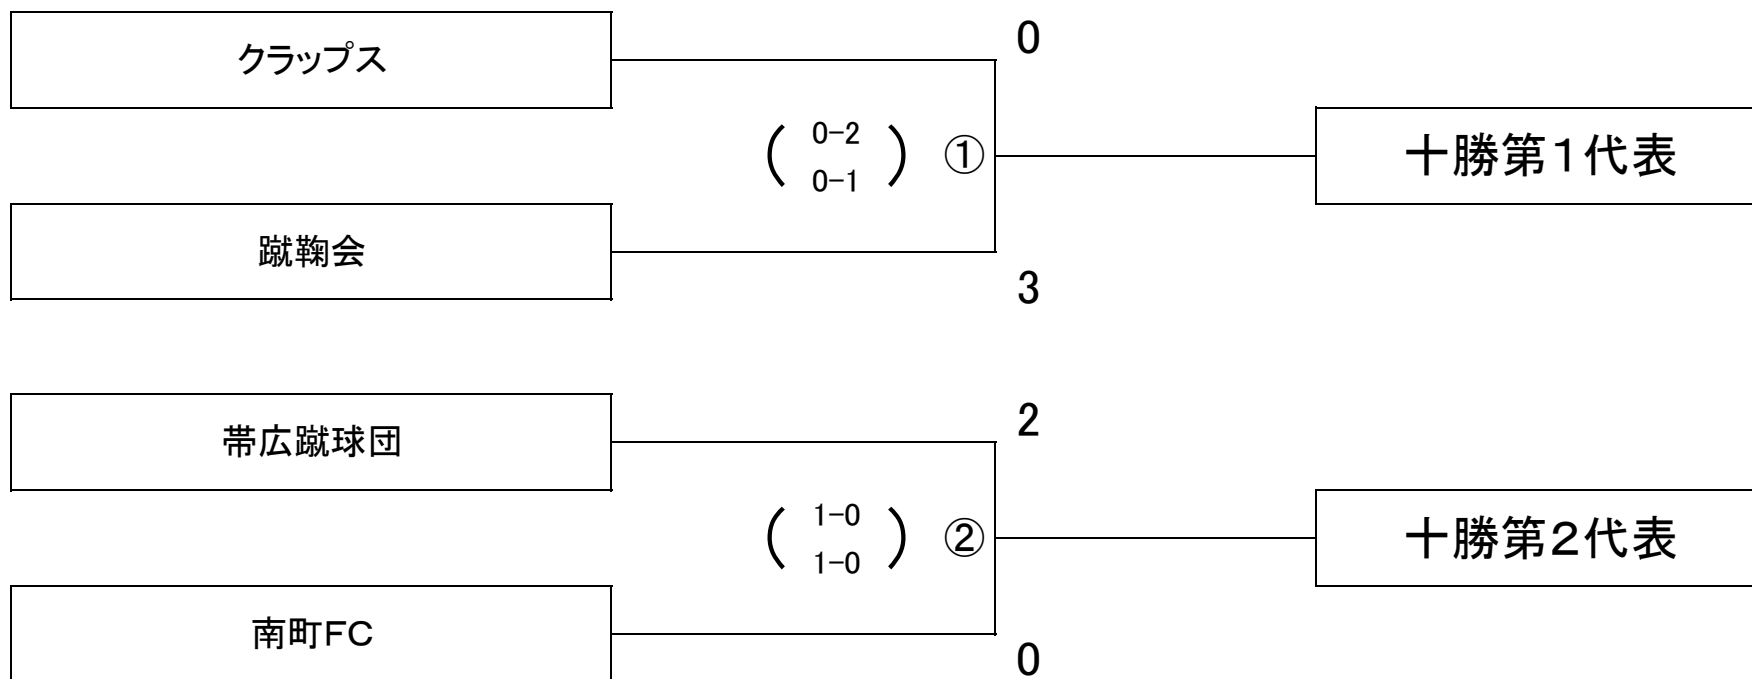 クラップス
0
( 0-2
0-1 ) ①
十勝第1代表
蹴鞠会
3
帯広蹴球団
2
( 1-0
1-0 ) ②
十勝第2代表
南町FC
0